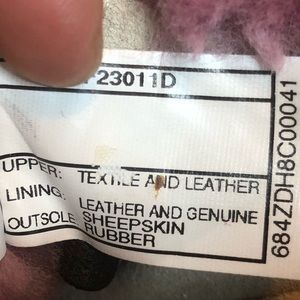 23011D
UPPER: TEXTILE AND LEATHER
LINING: LEATHER AND GENUINE
SHEEPSKIN
OUTSOLE RUBBER
684ZDH8C00041